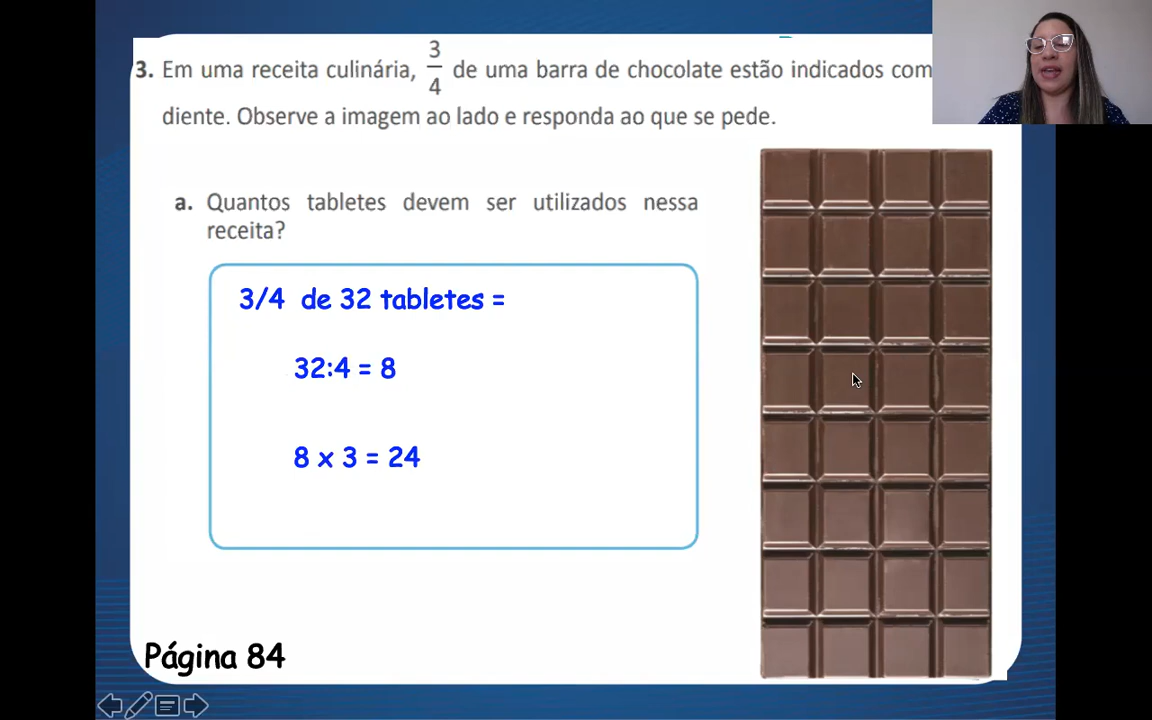 3. Em uma receita culinária, 3/4 de uma barra de chocolate estão indicados com
diente. Observe a imagem ao lado e responda ao que se pede.
a. Quantos tabletes devem ser utilizados nessa
receita?
3/4 de 32 tabletes =
32:4 = 8
8 x 3 = 24
Página 84